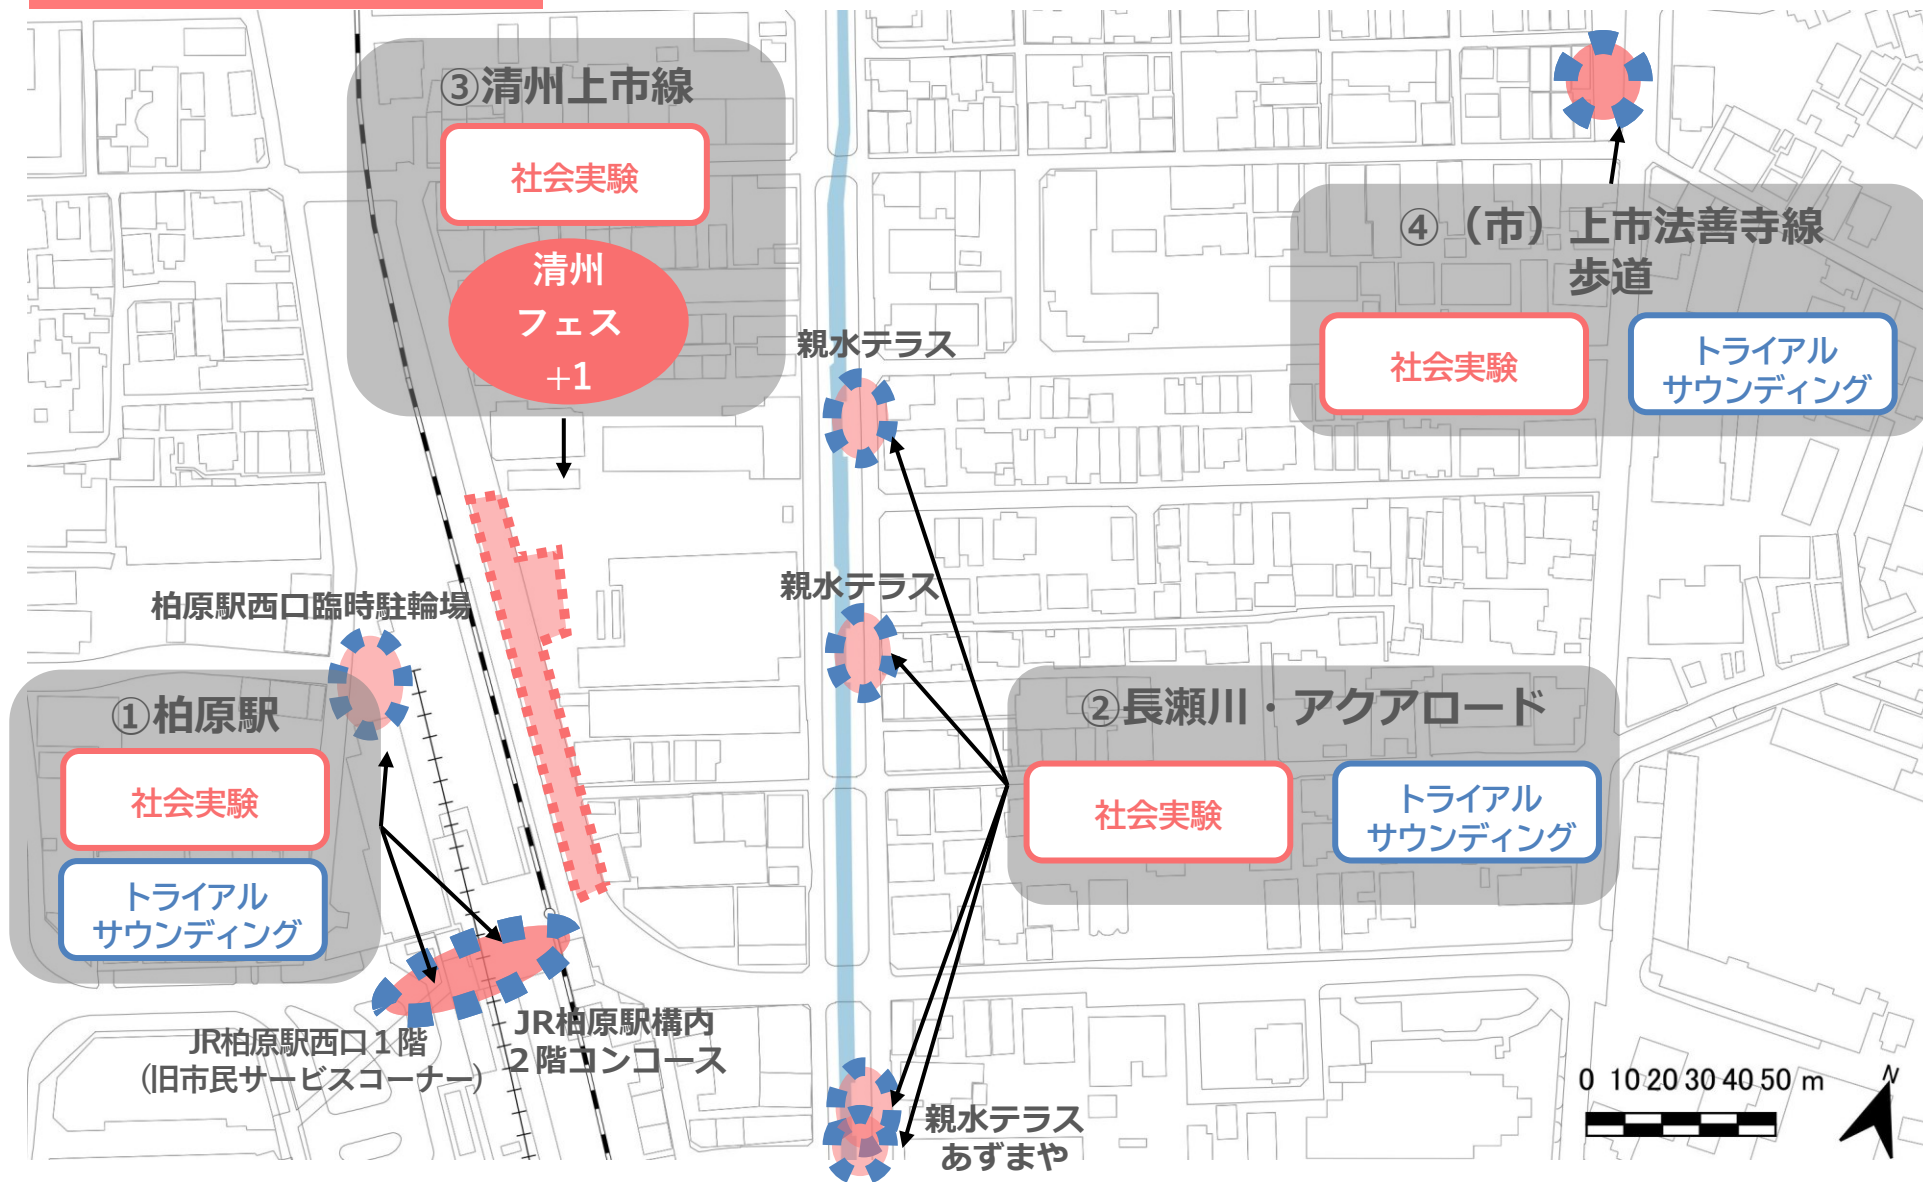 ③清州上市線
社会実験
清州
フェス
+1
④（市）上市法善寺線
歩道
社会実験
トライアル
サウンディング
親水テラス
親水テラス
柏原駅西口臨時駐輪場
①柏原駅
社会実験
トライアル
サウンディング
②長瀬川・アクアロード
社会実験
トライアル
サウンディング
JR柏原駅西口１階
(旧市民サービスコーナー)
JR柏原駅構内
２階コンコース
親水テラス
あずまや
0 10 20 30 40 50 m
N